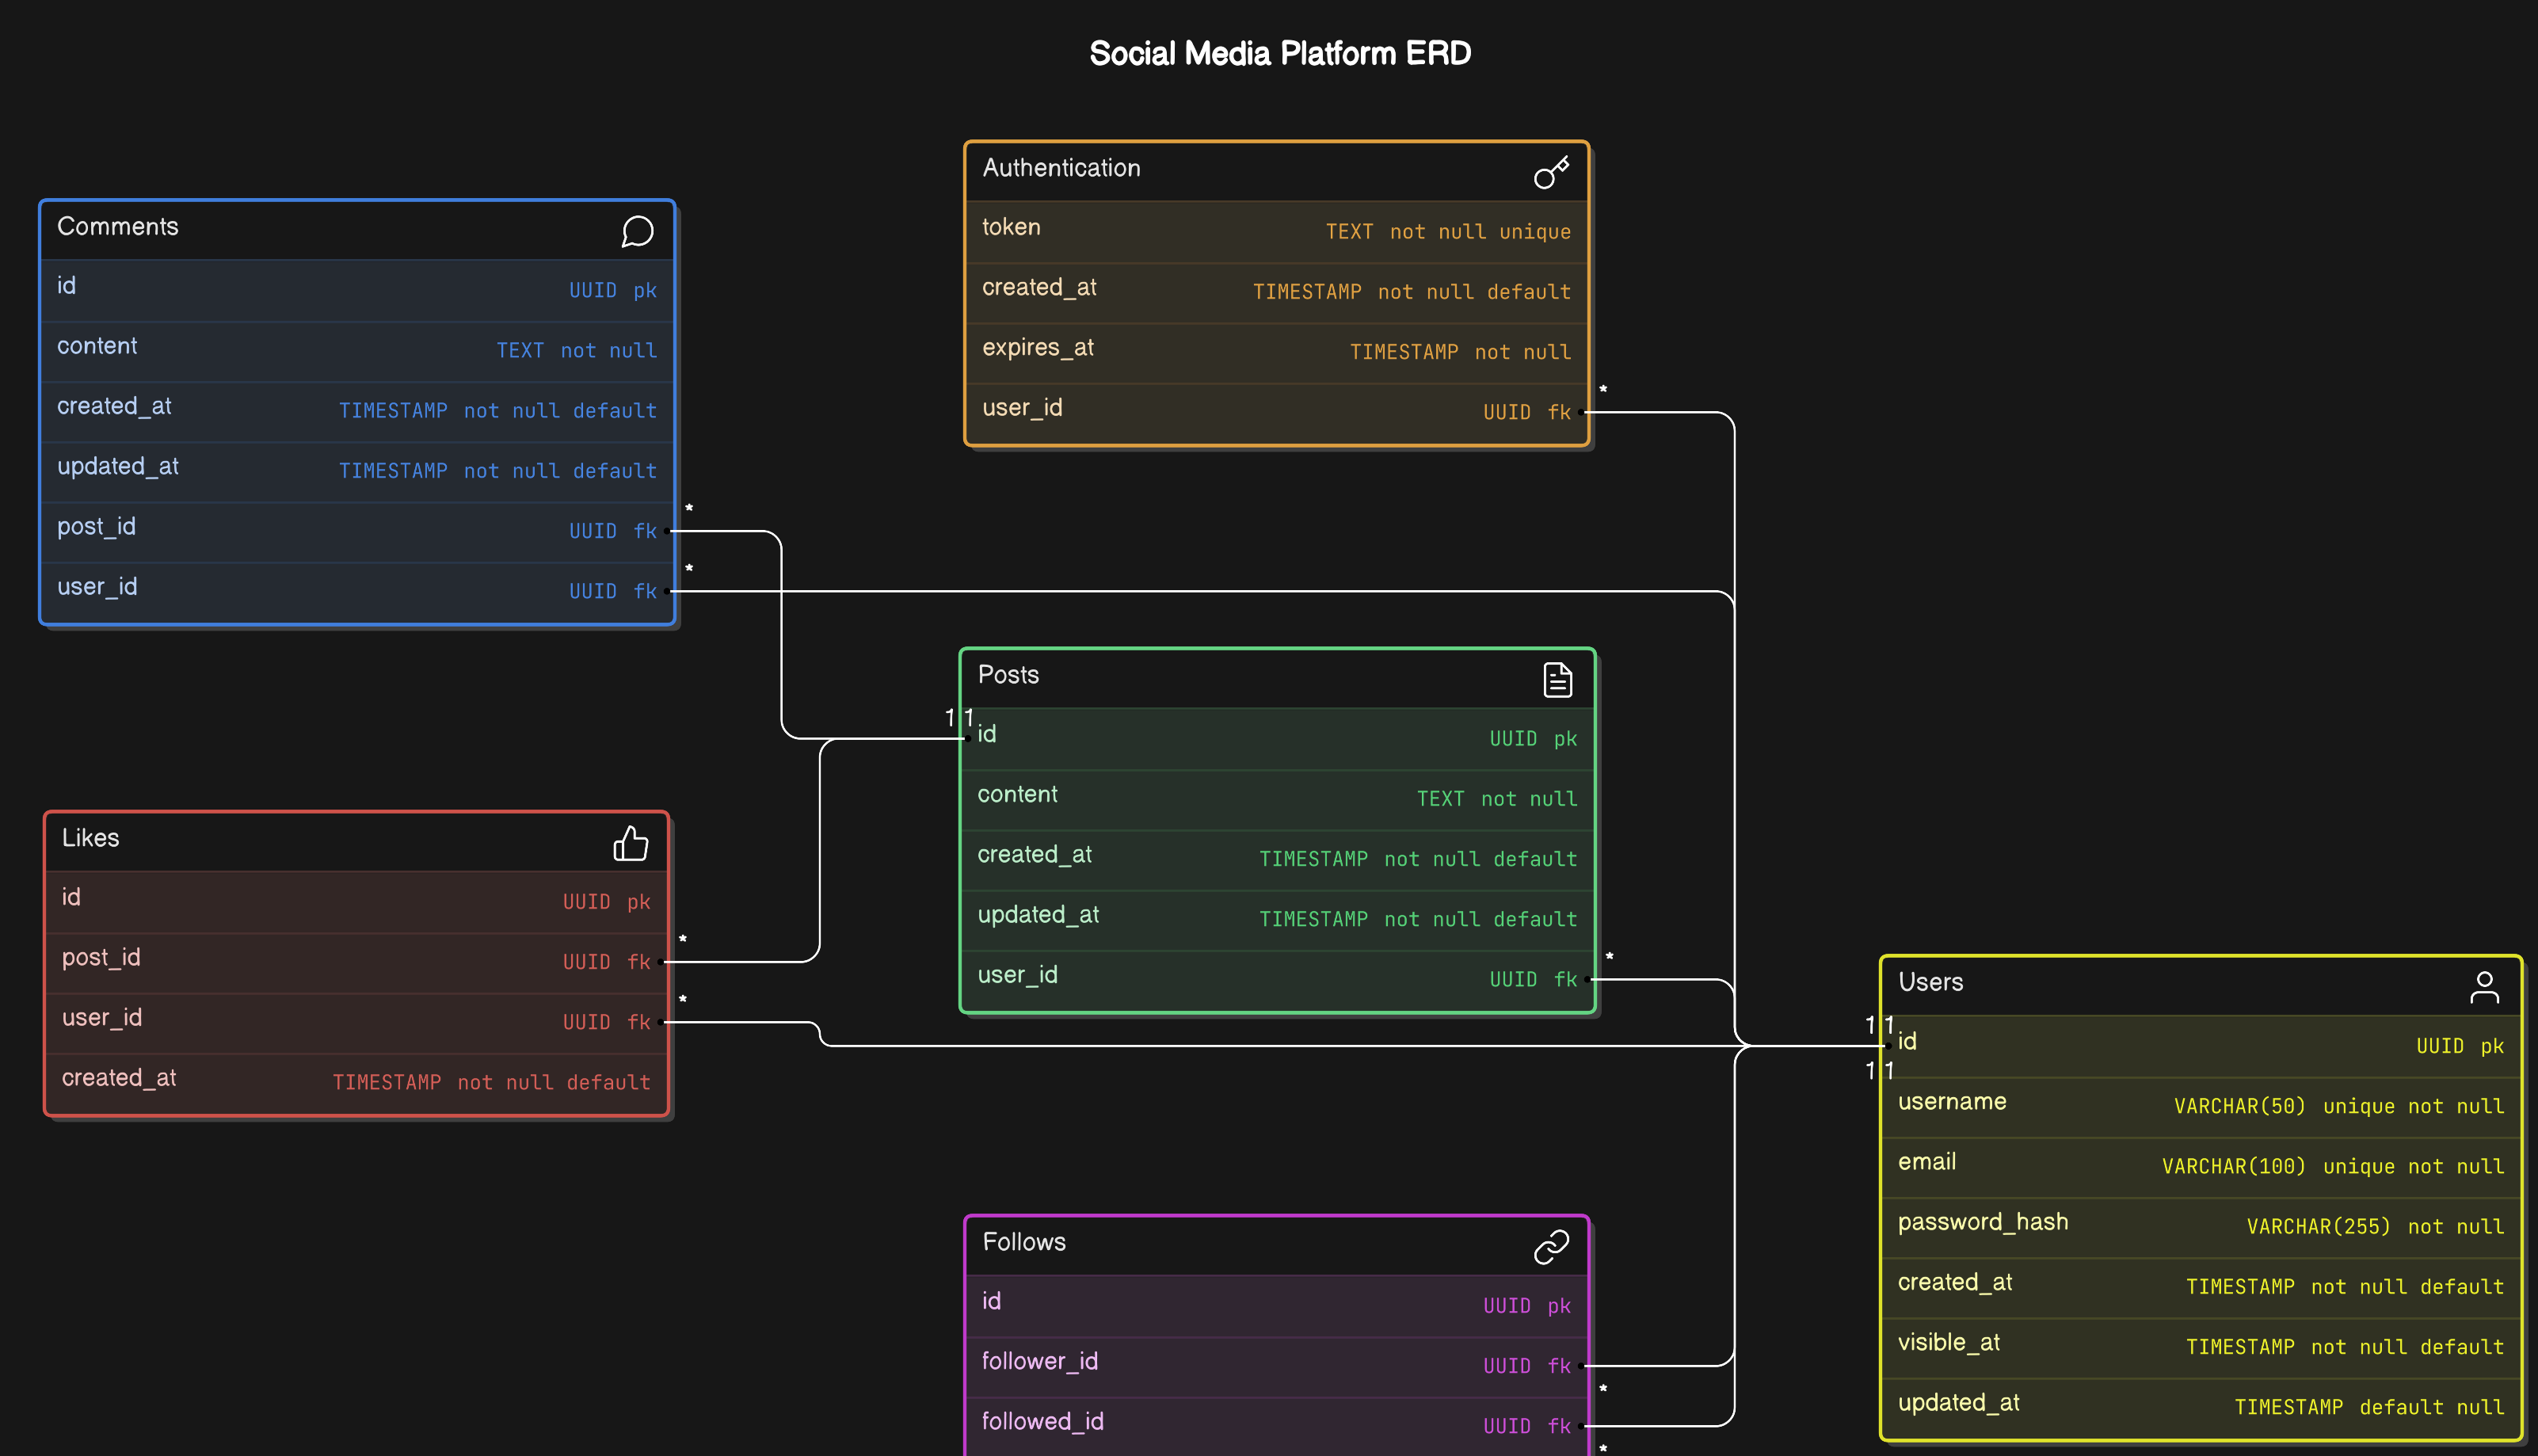 Social Media Platform ERD
Authentication
token TEXT not null unique
created_at TIMESTAMP not null default
expires_at TIMESTAMP not null
user_id UUID fk
*
Comments
id UUID pk
content TEXT not null
created_at TIMESTAMP not null default
updated_at TIMESTAMP not null default
post_id UUID fk
*
user_id UUID fk
*
Posts
1 1
id UUID pk
content TEXT not null
created_at TIMESTAMP not null default
updated_at TIMESTAMP not null default
user_id UUID fk
*
Likes
id UUID pk
post_id UUID fk
*
user_id UUID fk
*
created_at TIMESTAMP not null default
Users
1 1
id UUID pk
1 1
username VARCHAR(50) unique not null
email VARCHAR(100) unique not null
password_hash VARCHAR(255) not null
created_at TIMESTAMP not null default
visible_at TIMESTAMP not null default
updated_at TIMESTAMP default null
Follows
id UUID pk
follower_id UUID fk
*
followed_id UUID fk
*